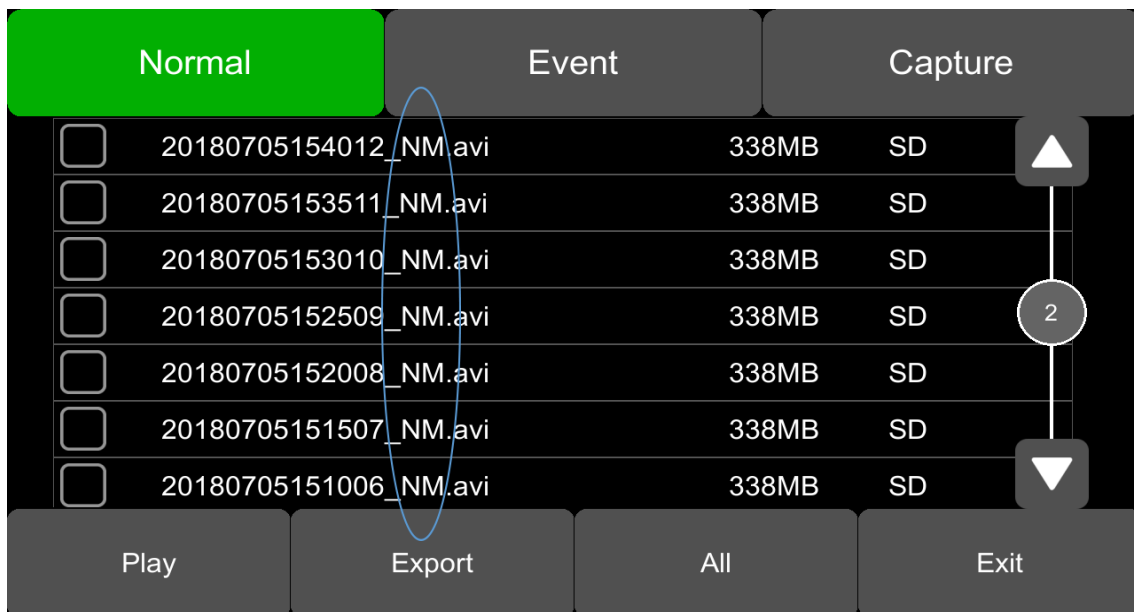 Normal Event Capture
20180705154012_NM.avi 338MB SD
20180705153511_NM.avi 338MB SD
20180705153010_NM.avi 338MB SD
20180705152509_NM.avi 338MB SD 2
20180705152008_NM.avi 338MB SD
20180705151507_NM.avi 338MB SD
20180705151006_NM.avi 338MB SD
Play Export All Exit